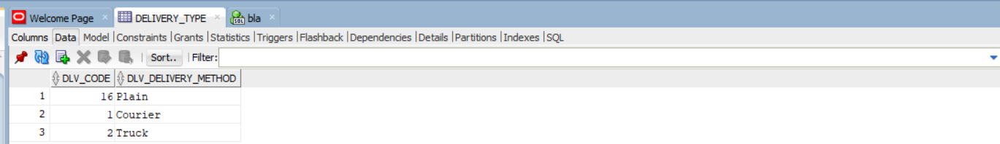 Welcome Page DELIVERY_TYPE bla
Columns Data Model Constraints Grants Statistics Triggers Flashback Dependencies Details Partitions Indexes SQL
Sort.. Filter:
DLV_CODE DLV_DELIVERY_METHOD
1 16 Plain
2 1 Courier
3 2 Truck